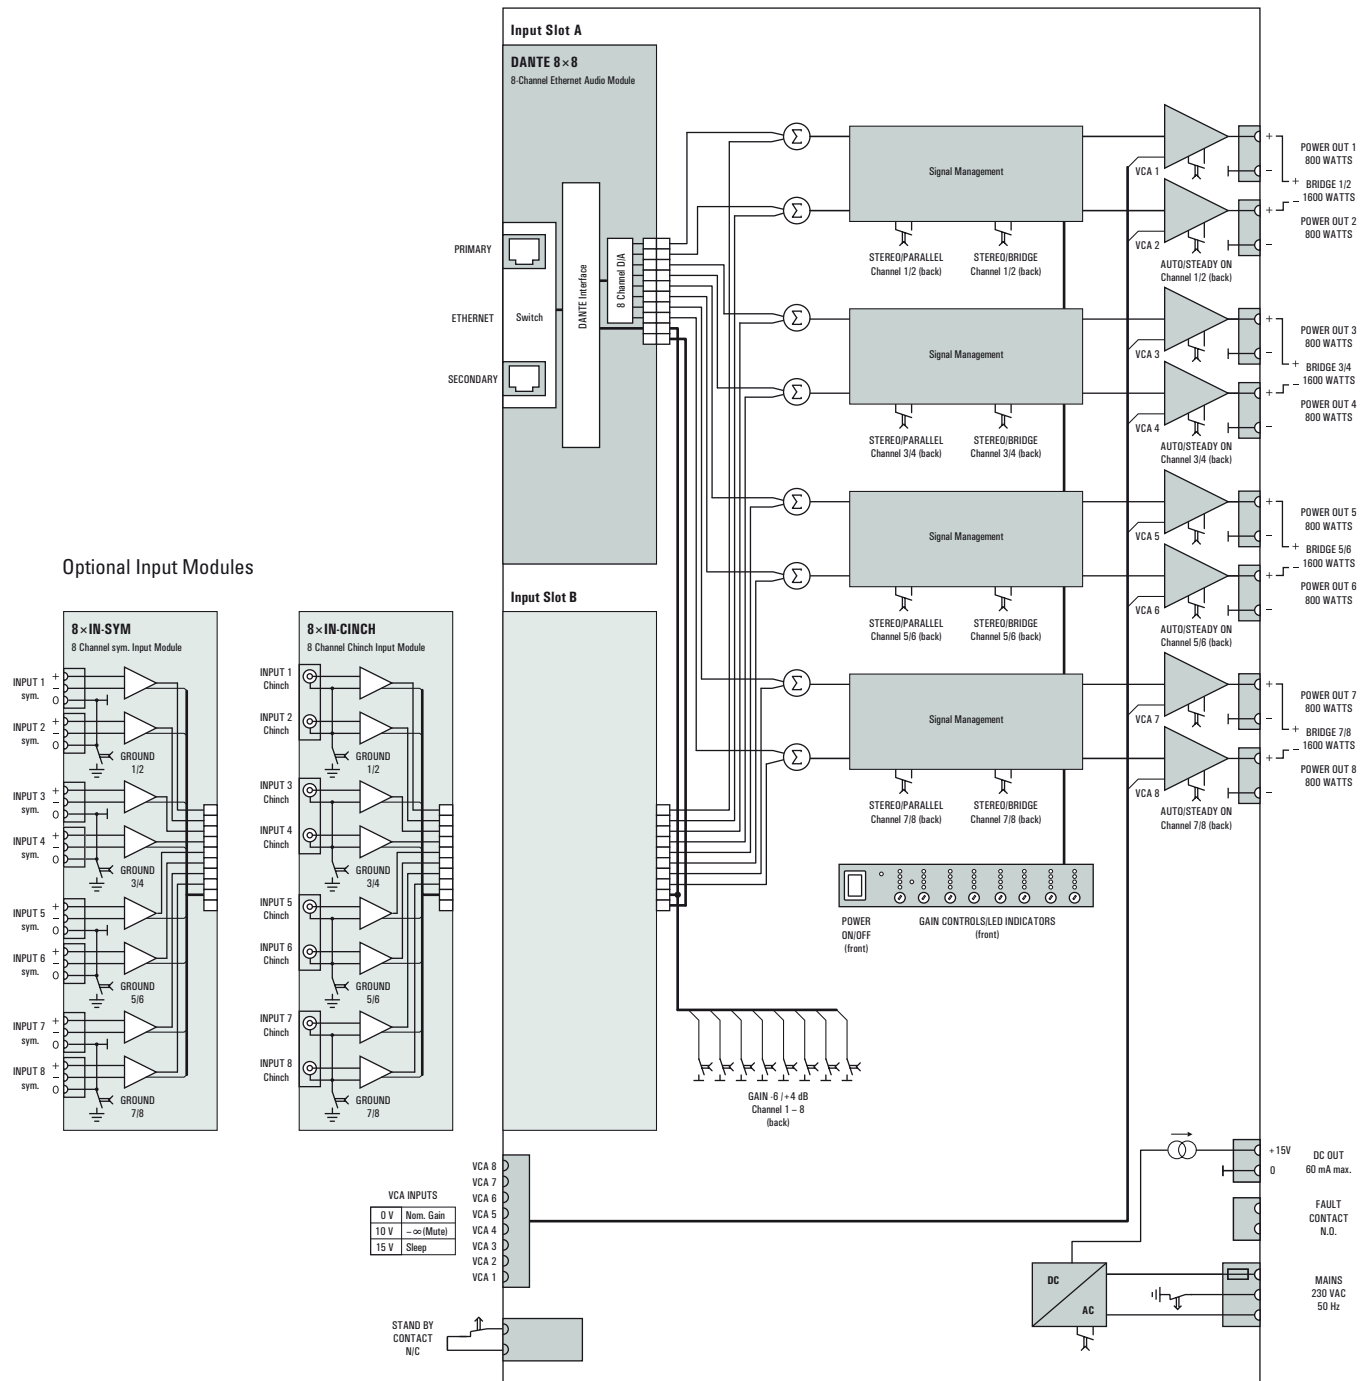 Input Slot A
DANTE 8×8
8-Channel Ethernet Audio Module
PRIMARY
ETHERNET
SECONDARY
Switch
DANTE Interface
8 Channel D/A
Σ
Σ
Signal Management
STEREO/PARALLEL
Channel 1/2 (back)
STEREO/BRIDGE
Channel 1/2 (back)
VCA 1
VCA 2
AUTO/STEADY ON
Channel 1/2 (back)
+
−
+
−
POWER OUT 1
800 WATTS
+ BRIDGE 1/2
− 1600 WATTS
POWER OUT 2
800 WATTS
Σ
Σ
Signal Management
STEREO/PARALLEL
Channel 3/4 (back)
STEREO/BRIDGE
Channel 3/4 (back)
VCA 3
VCA 4
AUTO/STEADY ON
Channel 3/4 (back)
+
−
+
−
POWER OUT 3
800 WATTS
+ BRIDGE 3/4
− 1600 WATTS
POWER OUT 4
800 WATTS
Σ
Σ
Signal Management
STEREO/PARALLEL
Channel 5/6 (back)
STEREO/BRIDGE
Channel 5/6 (back)
VCA 5
VCA 6
AUTO/STEADY ON
Channel 5/6 (back)
+
−
+
−
POWER OUT 5
800 WATTS
+ BRIDGE 5/6
− 1600 WATTS
POWER OUT 6
800 WATTS
Σ
Σ
Signal Management
STEREO/PARALLEL
Channel 7/8 (back)
STEREO/BRIDGE
Channel 7/8 (back)
VCA 7
VCA 8
AUTO/STEADY ON
Channel 7/8 (back)
+
−
+
−
POWER OUT 7
800 WATTS
+ BRIDGE 7/8
− 1600 WATTS
POWER OUT 8
800 WATTS
Optional Input Modules
8×IN-SYM
8 Channel sym. Input Module
INPUT 1 +
sym. −
0
INPUT 2 +
sym. −
0
GROUND
1/2
INPUT 3 +
sym. −
0
INPUT 4 +
sym. −
0
GROUND
3/4
INPUT 5 +
sym. −
0
INPUT 6 +
sym. −
0
GROUND
5/6
INPUT 7 +
sym. −
0
INPUT 8 +
sym. −
0
GROUND
7/8
8×IN-CINCH
8 Channel Chinch Input Module
INPUT 1
Chinch
INPUT 2
Chinch
GROUND
1/2
INPUT 3
Chinch
INPUT 4
Chinch
GROUND
3/4
INPUT 5
Chinch
INPUT 6
Chinch
GROUND
5/6
INPUT 7
Chinch
INPUT 8
Chinch
GROUND
7/8
Input Slot B
POWER
ON/OFF
(front)
GAIN CONTROLS/LED INDICATORS
(front)
GAIN -6 /+4 dB
Channel 1 – 8
(back)
VCA INPUTS
0 V Nom. Gain
10 V −∞(Mute)
15 V Sleep
VCA 8
VCA 7
VCA 6
VCA 5
VCA 4
VCA 3
VCA 2
VCA 1
STAND BY
CONTACT
N/C
+15V
0
DC OUT
60 mA max.
FAULT
CONTACT
N.O.
DC
AC
MAINS
230 VAC
50 Hz